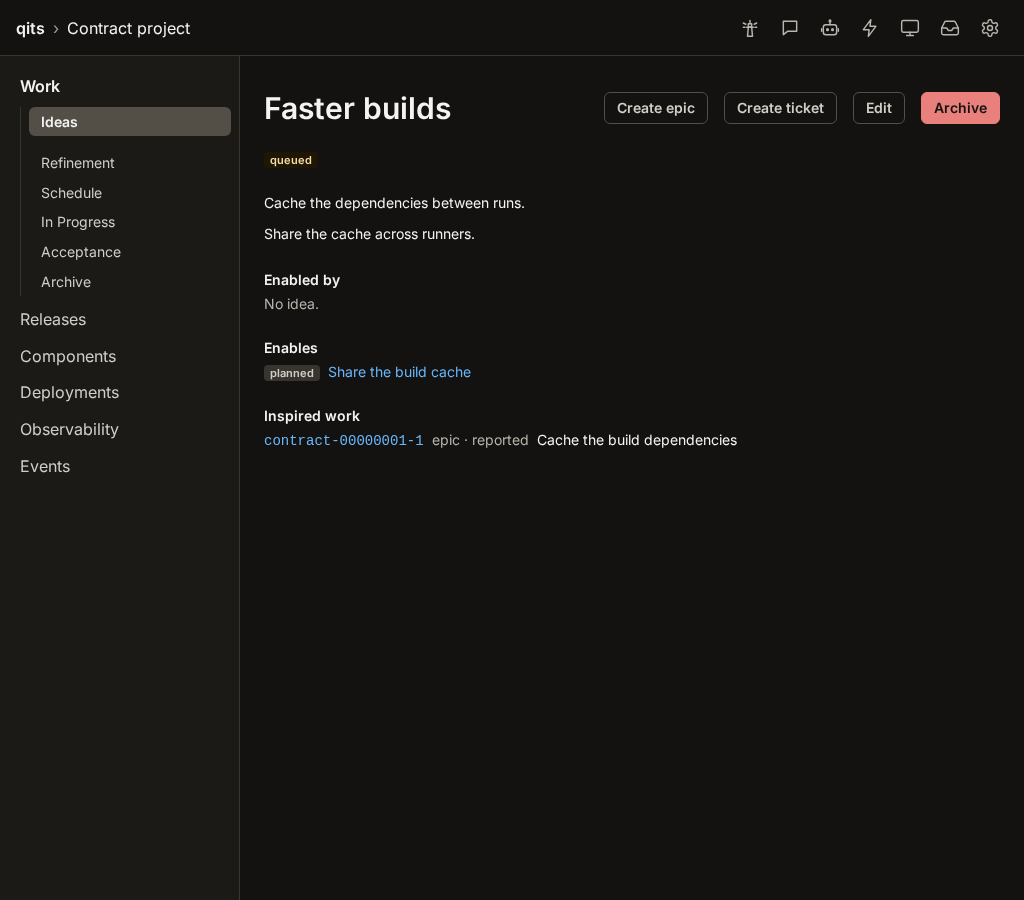 qits › Contract project
Work
Ideas
Refinement
Schedule
In Progress
Acceptance
Archive
Releases
Components
Deployments
Observability
Events
Faster builds
Create epic
Create ticket
Edit
Archive
queued
Cache the dependencies between runs.
Share the cache across runners.
Enabled by
No idea.
Enables
planned Share the build cache
Inspired work
contract-00000001-1 epic · reported Cache the build dependencies